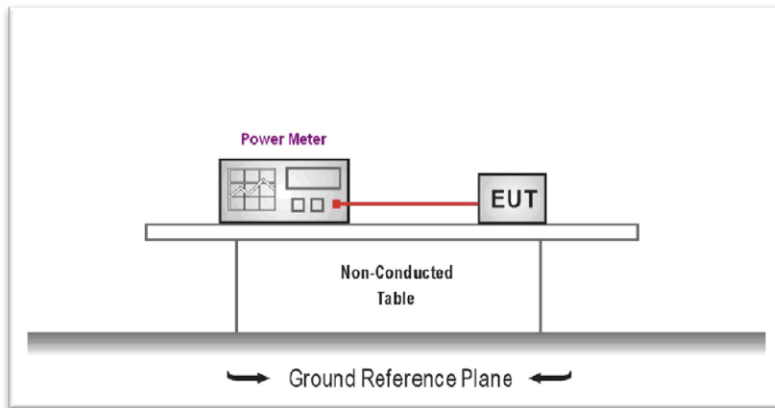 Power Meter
EUT
Non-Conducted
Table
Ground Reference Plane